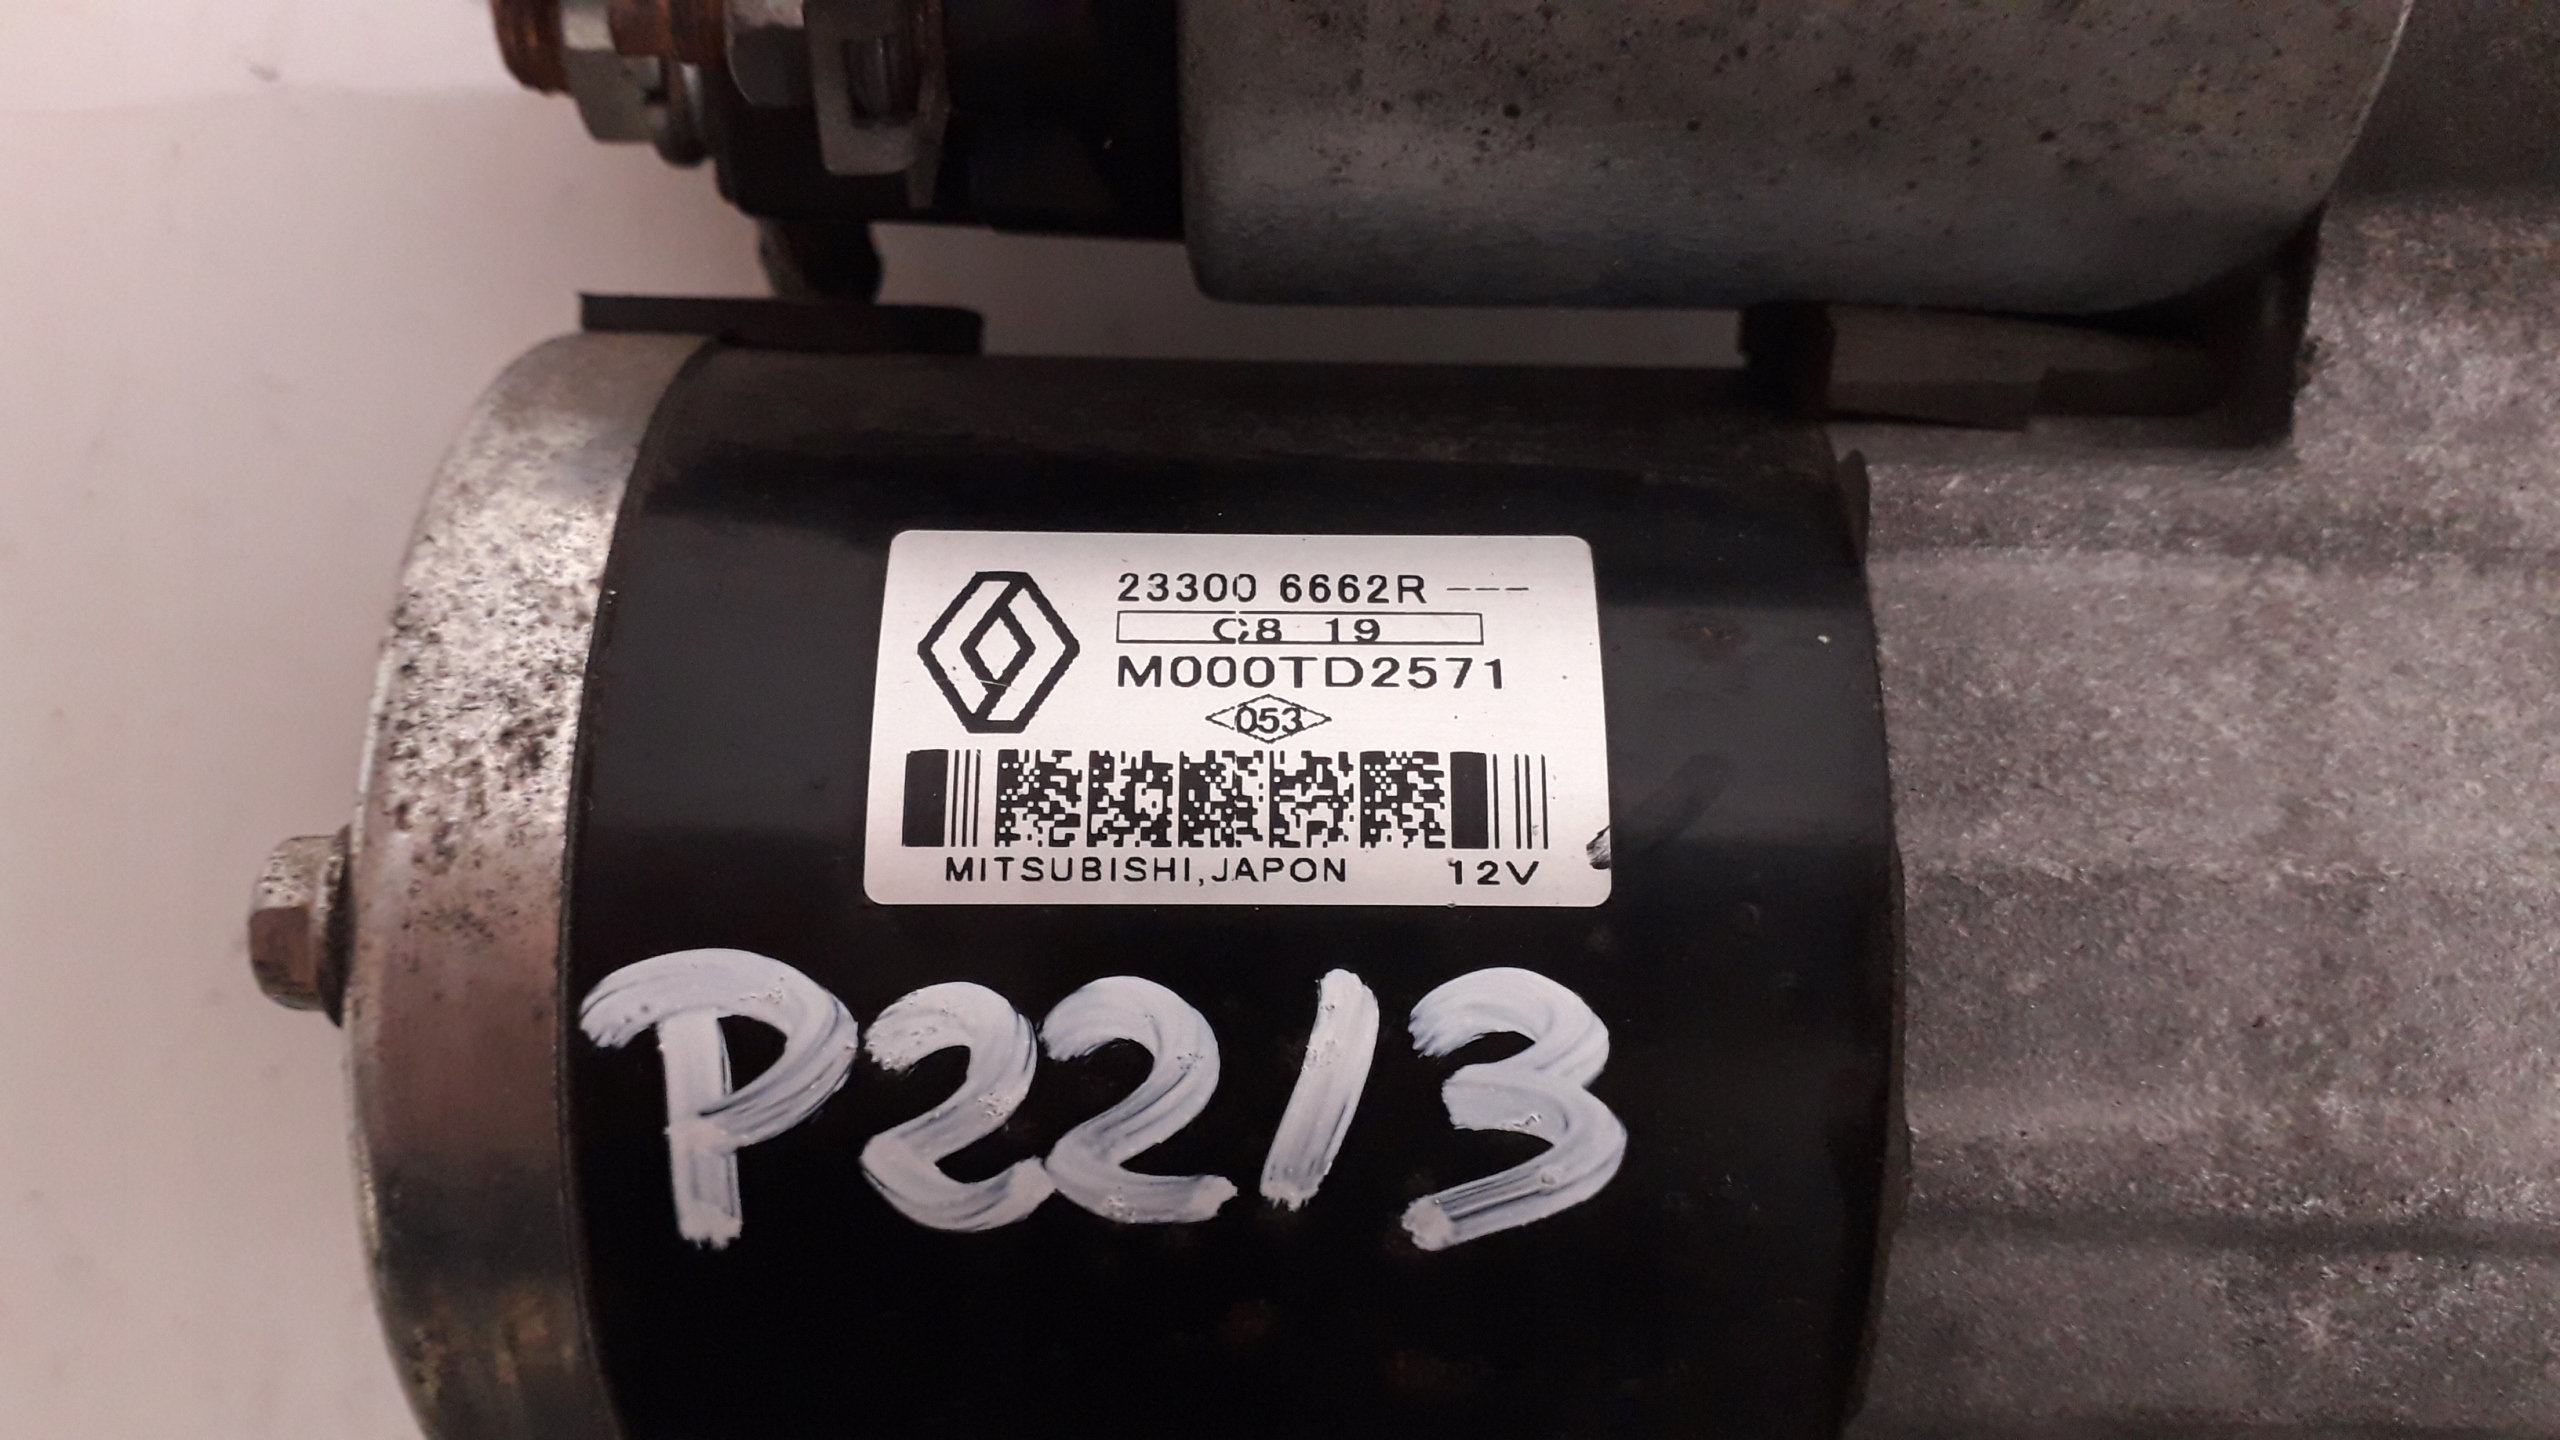 23300 6662R ---
C8 19
M000TD2571
053
MITSUBISHI,JAPON 12V
P2213